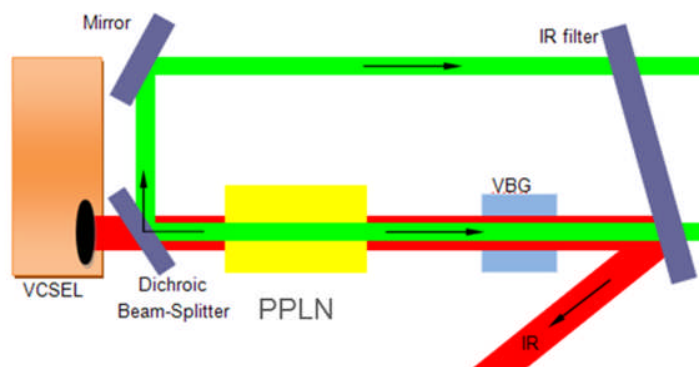 Mirror
IR filter
VBG
VCSEL
Dichroic
Beam-Splitter
PPLN
IR